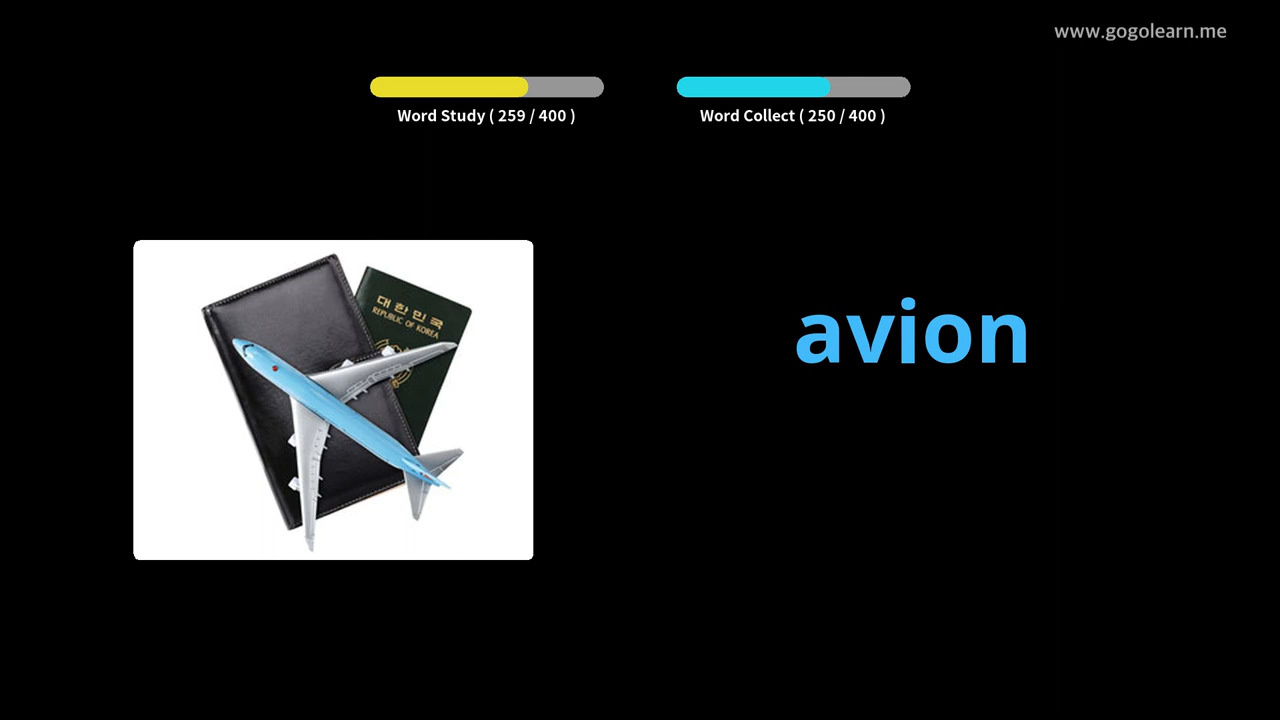 www.gogolearn.me
Word Study ( 259 / 400 )
Word Collect ( 250 / 400 )
대한민국
REPUBLIC OF KOREA
avion